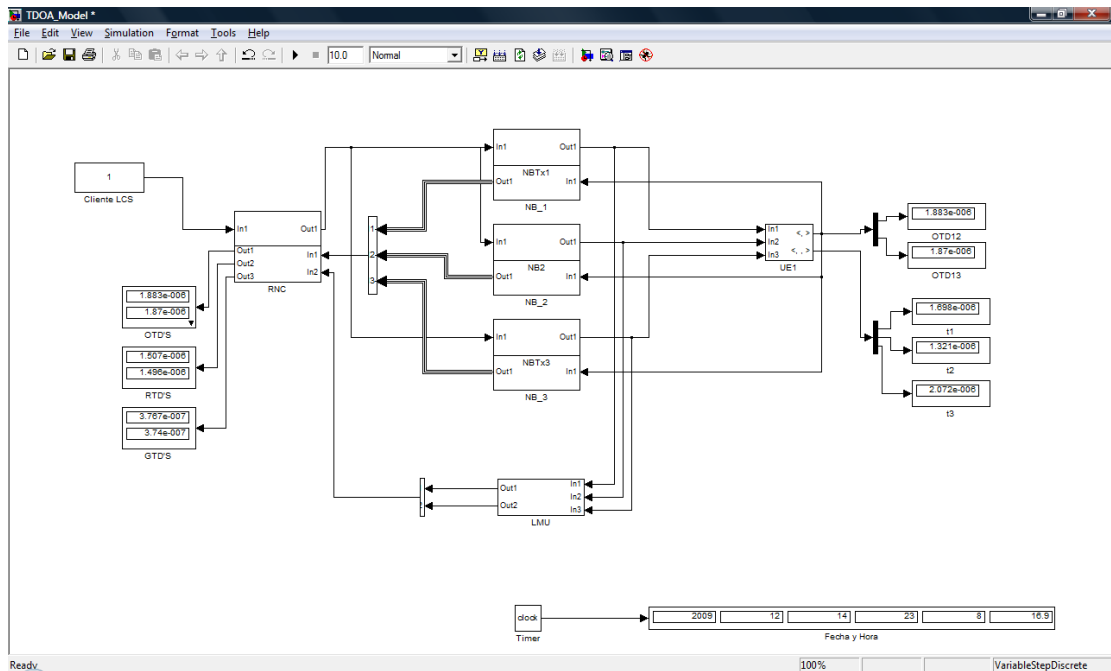 TDOA_Model *
File Edit View Simulation Format Tools Help
10.0 Normal
1
Cliente LCS
In1 Out1
Out1 In1
Out2 In2
Out3
RNC
1.883e-006
1.87e-006
OTD'S
1.507e-006
1.496e-006
RTD'S
3.767e-007
3.74e-007
GTD'S
1
2
3
In1 Out1
NBTx1
Out1 In1
NB_1
In1 Out1
NB2
Out1 In1
NB_2
In1 Out1
NBTx3
Out1 In1
NB_3
In1 <, >
In2
In3 <, , >
UE1
1.883e-006
OTD12
1.87e-006
OTD13
1.698e-006
t1
1.321e-006
t2
2.072e-006
t3
Out1 In1
In2
Out2 In3
LMU
clock
Timer
2009 12 14 23 8 16.9
Fecha y Hora
Ready 100% VariableStepDiscrete